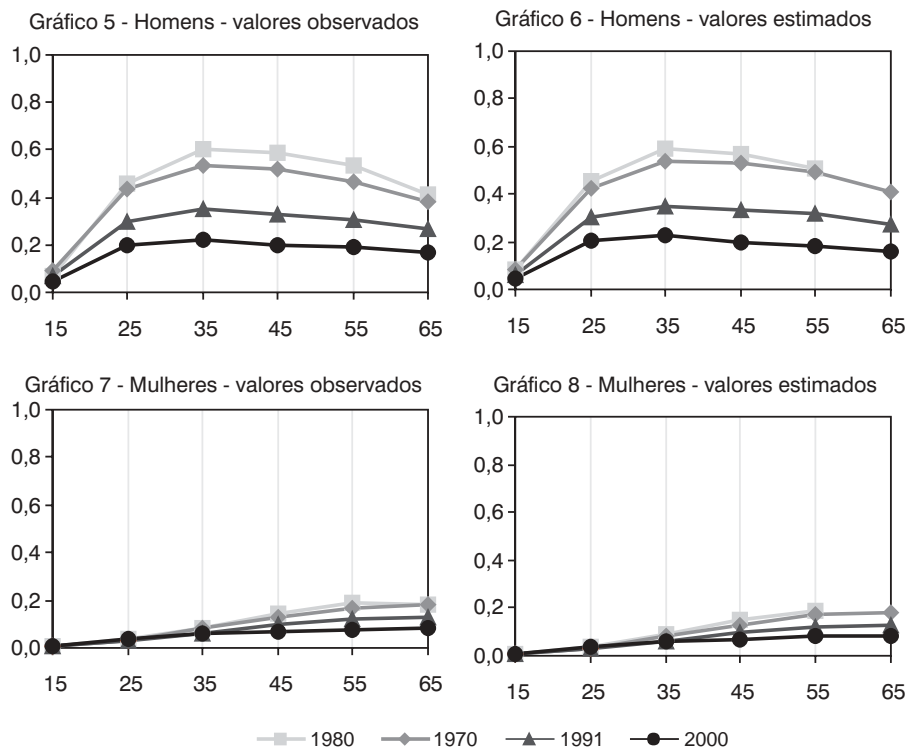 Gráfico 5 - Homens - valores observados
1,0
0,8
0,6
0,4
0,2
0,0
15 25 35 45 55 65
Gráfico 6 - Homens - valores estimados
1,0
0,8
0,6
0,4
0,2
0,0
15 25 35 45 55 65
Gráfico 7 - Mulheres - valores observados
1,0
0,8
0,6
0,4
0,2
0,0
15 25 35 45 55 65
Gráfico 8 - Mulheres - valores estimados
1,0
0,8
0,6
0,4
0,2
0,0
15 25 35 45 55 65
1980 1970 1991 2000